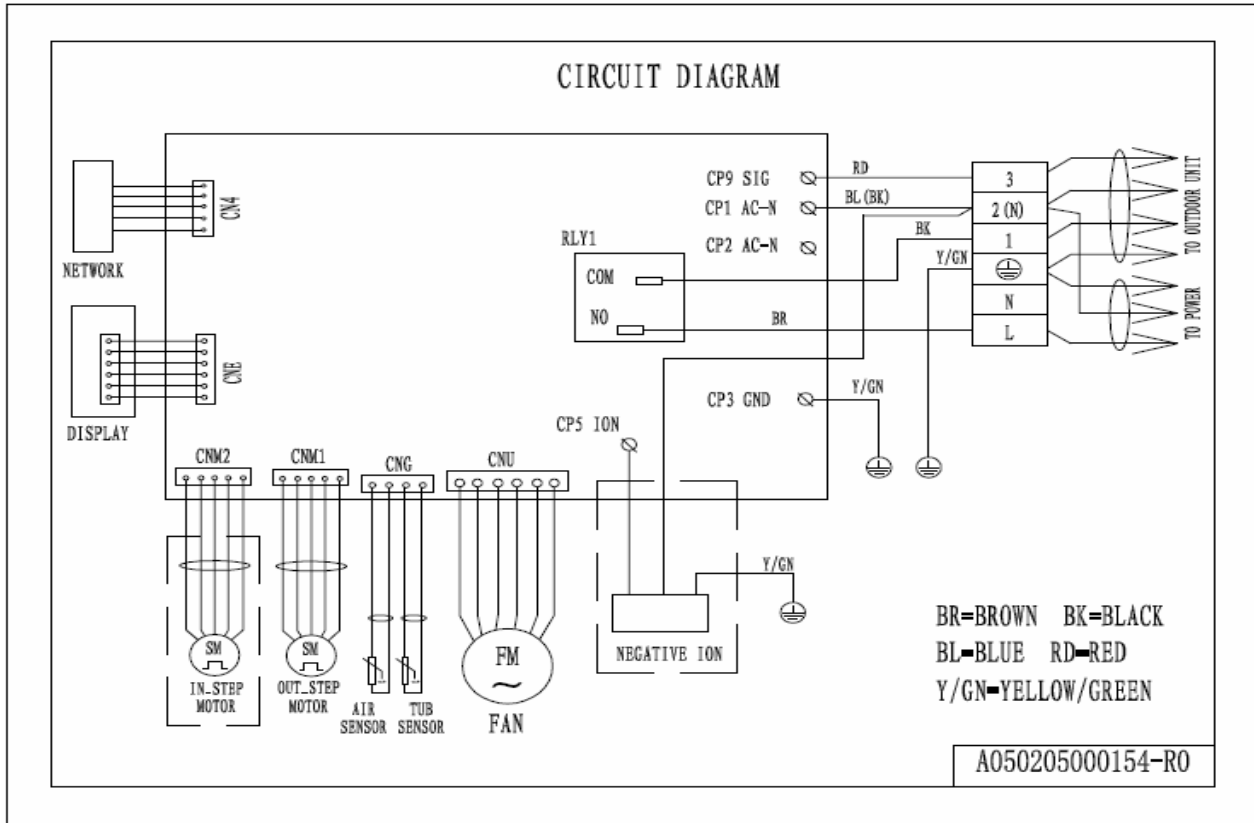 CIRCUIT DIAGRAM
NETWORK
CN4
DISPLAY
CNE
CP9 SIG
CP1 AC-N
CP2 AC-N
RLY1
COM
NO
RD
BL(BK)
BK
Y/GN
BR
3
2(N)
1
N
L
TO OUTDOOR UNIT
TO POWER
CP3 GND
Y/GN
CP5 ION
CNM2
CNM1
CNG
CNU
SM
IN_STEP
MOTOR
SM
OUT_STEP
MOTOR
AIR
SENSOR
TUB
SENSOR
FM
~
FAN
Y/GN
NEGATIVE ION
BR=BROWN BK=BLACK
BL=BLUE RD=RED
Y/GN=YELLOW/GREEN
A050205000154-R0